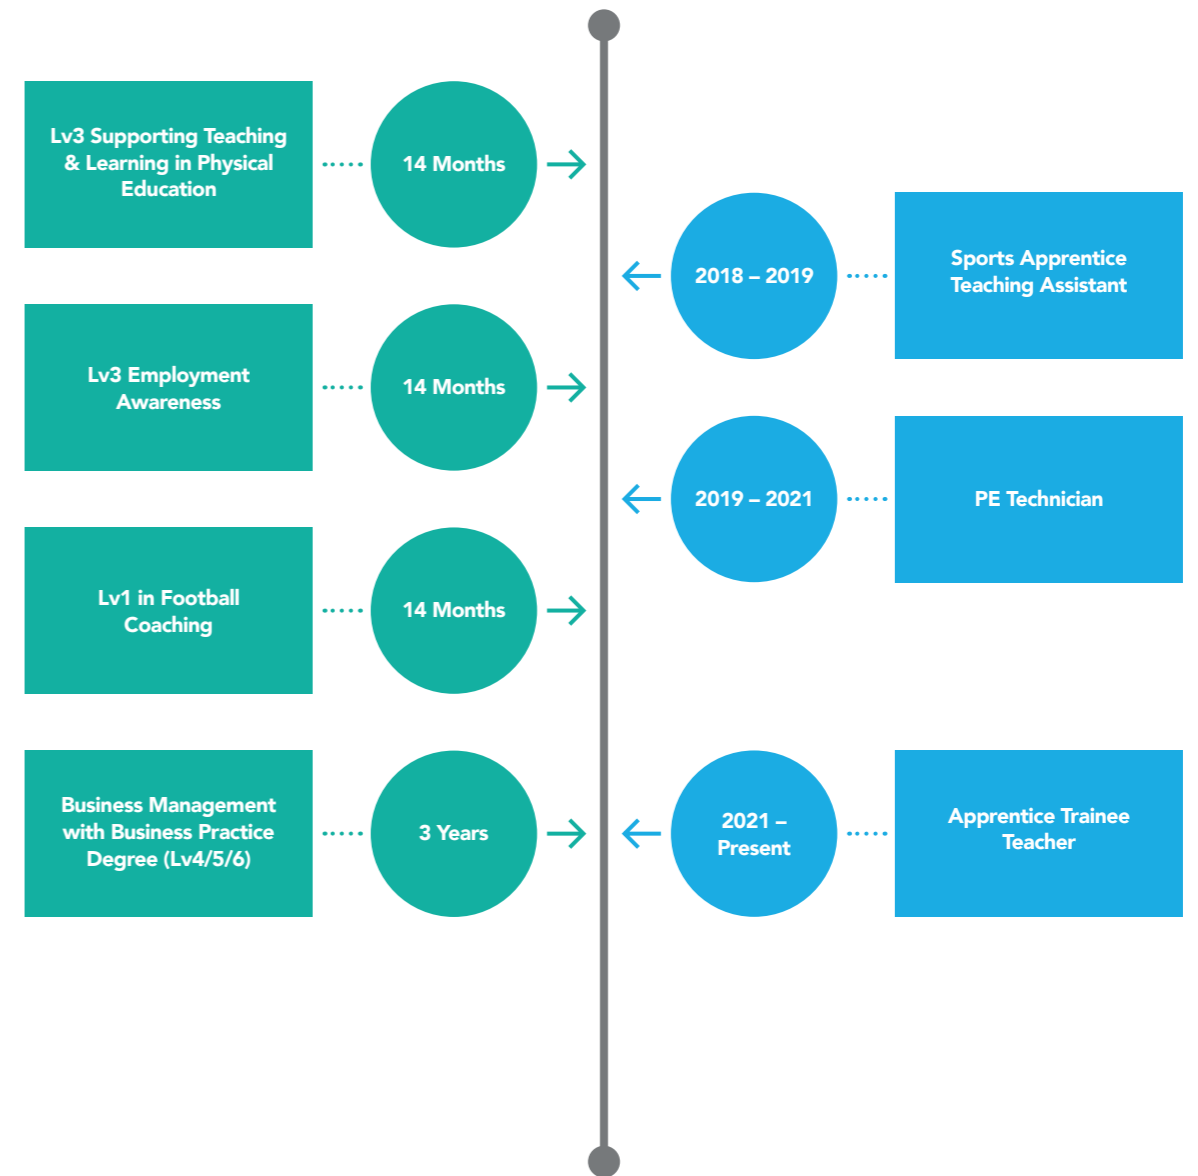 Lv3 Supporting Teaching
& Learning in Physical
Education
14 Months
2018 – 2019
Sports Apprentice
Teaching Assistant
Lv3 Employment
Awareness
14 Months
2019 – 2021
PE Technician
Lv1 in Football
Coaching
14 Months
Business Management
with Business Practice
Degree (Lv4/5/6)
3 Years
2021 –
Present
Apprentice Trainee
Teacher